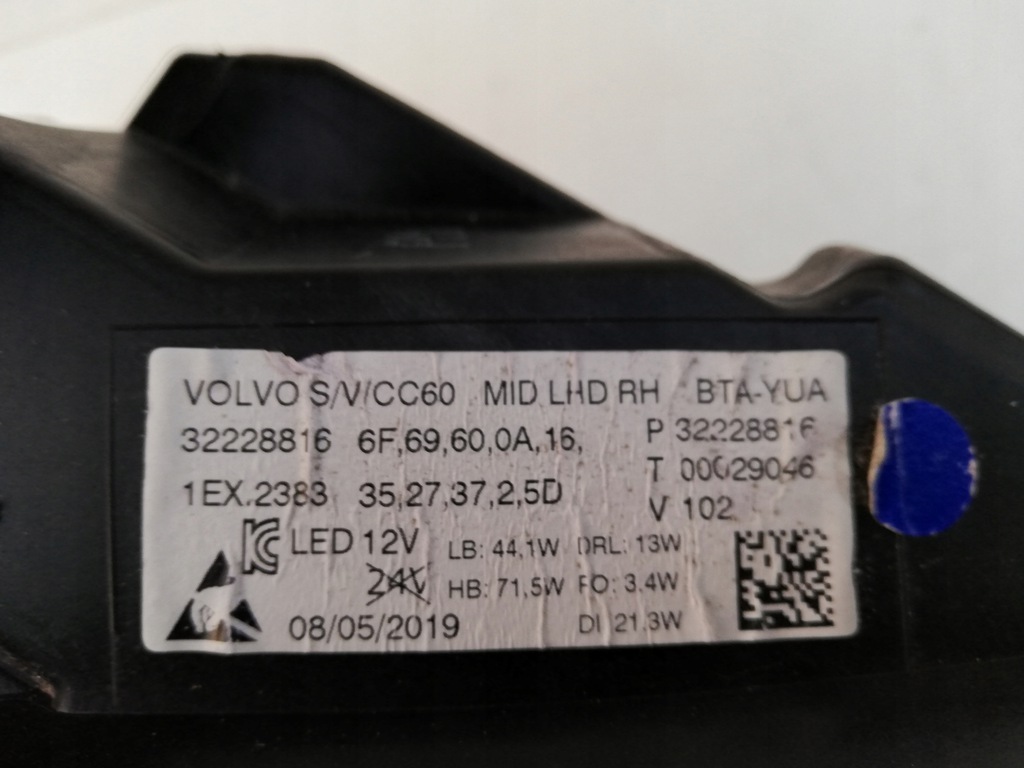 VOLVO S/V/CC60 MID LHD RH BTA-YUA
32228816 6F,69,60,0A,16, P 32228816
1EX.2383 35,27,37,2,5D T 00029046
V 102
LED 12V LB: 44,1W DRL: 13W
24V HB: 71,5W PO: 3.4W
08/05/2019 DI 21,3W